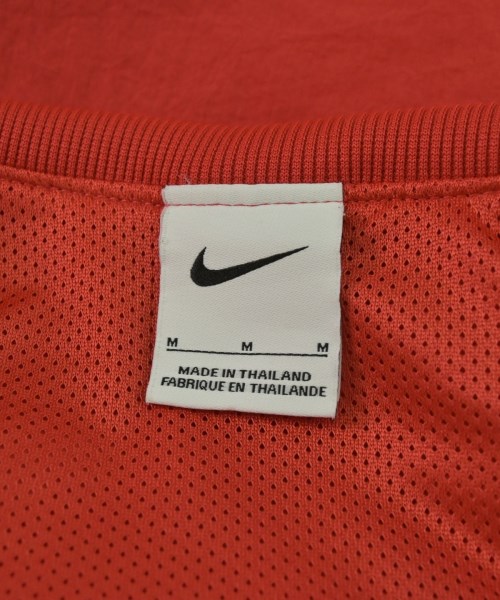 M M M
MADE IN THAILAND
FABRIQUE EN THAILANDE